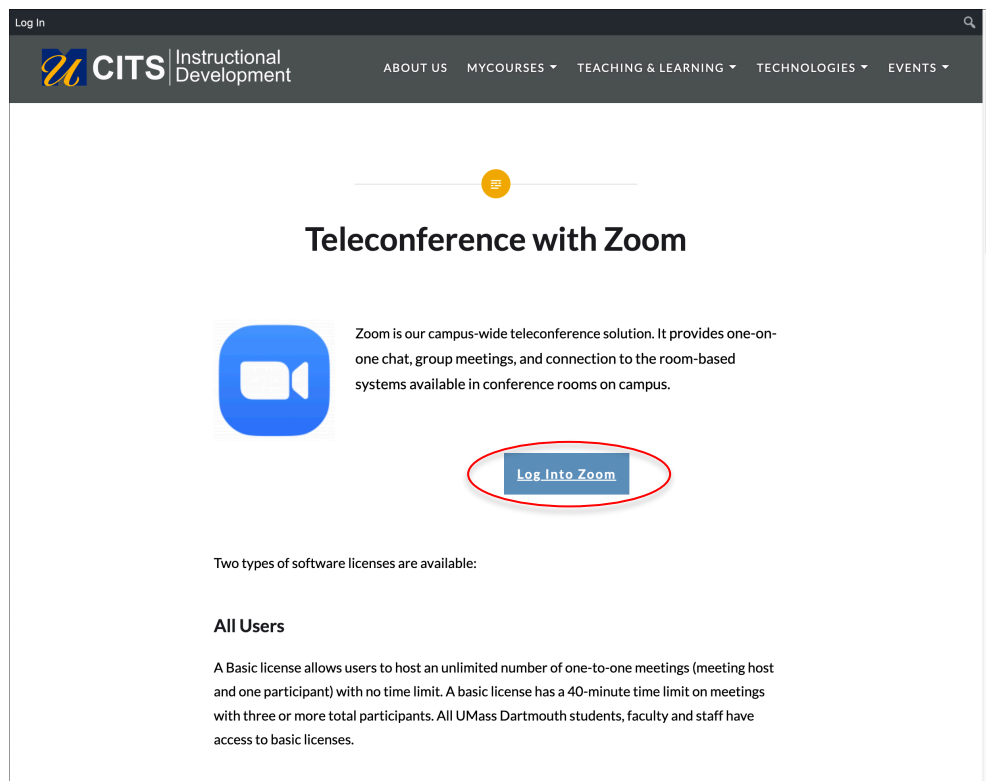 Log In
CITS Instructional
Development
ABOUT US MYCOURSES TEACHING & LEARNING TECHNOLOGIES EVENTS
Teleconference with Zoom
Zoom is our campus-wide teleconference solution. It provides one-on-
one chat, group meetings, and connection to the room-based
systems available in conference rooms on campus.
Log Into Zoom
Two types of software licenses are available:
All Users
A Basic license allows users to host an unlimited number of one-to-one meetings (meeting host
and one participant) with no time limit. A basic license has a 40-minute time limit on meetings
with three or more total participants. All UMass Dartmouth students, faculty and staff have
access to basic licenses.